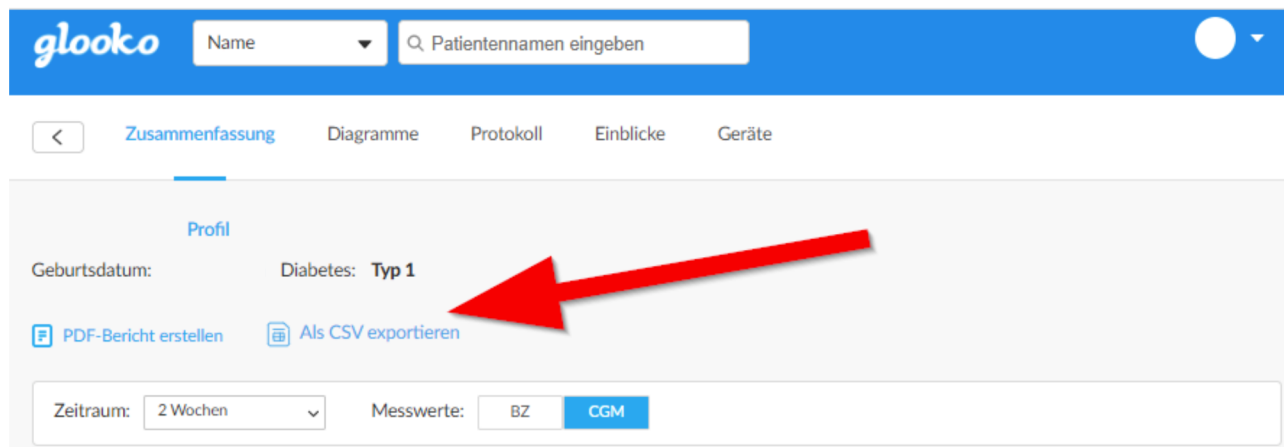 glooko Name Patientennamen eingeben
Zusammenfassung Diagramme Protokoll Einblicke Geräte
Profil
Geburtsdatum: Diabetes: Typ 1
PDF-Bericht erstellen Als CSV exportieren
Zeitraum: 2 Wochen Messwerte: BZ CGM